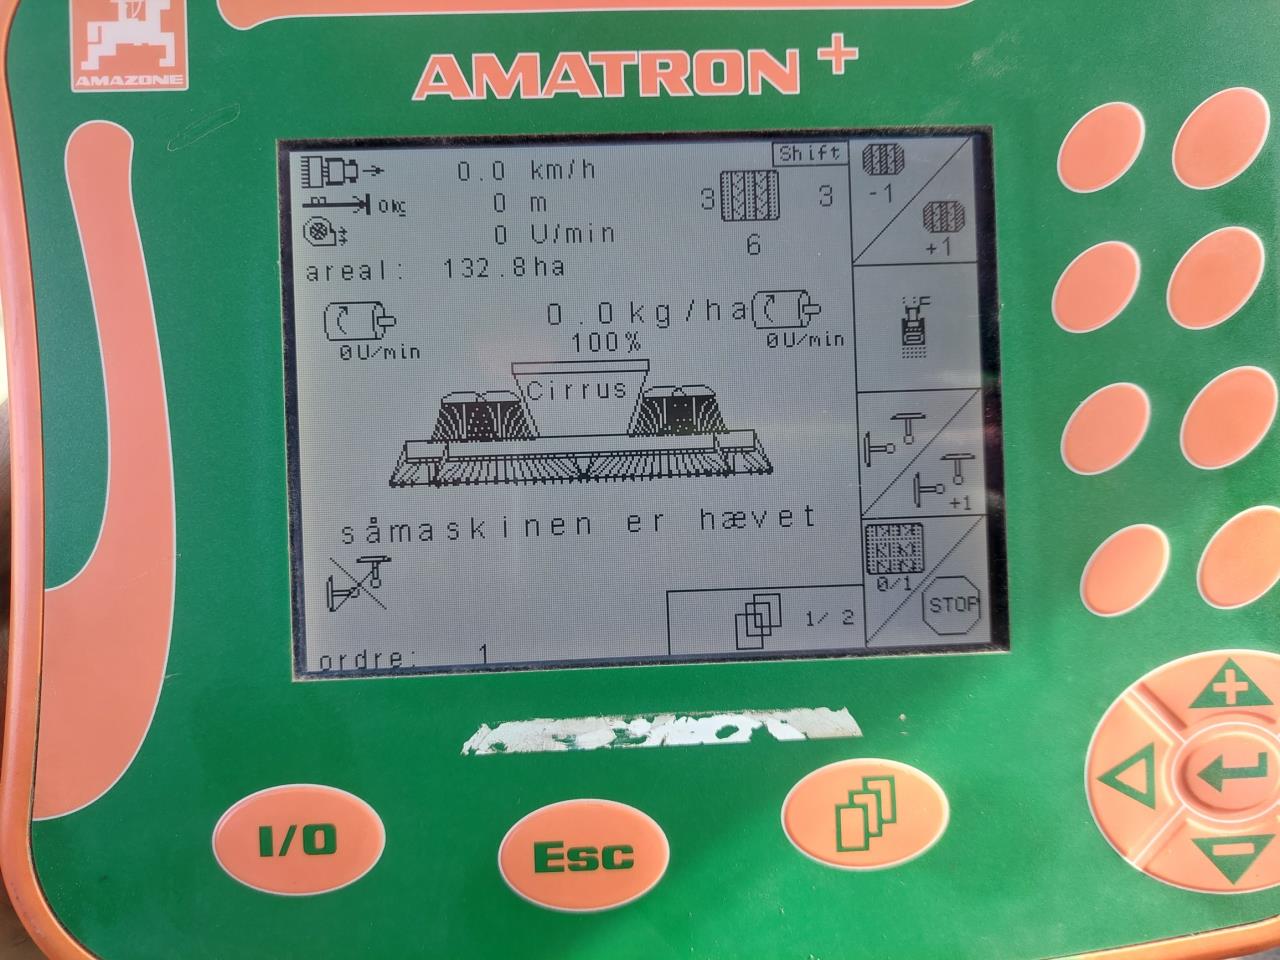 AMAZONE
AMATRON+
0.0 km/h
Shift
0 kg
0 m
3
3
-1
0 U/min
6
+1
areal: 132.8ha
0.0kg/ha
0U/min
100%
0U/min
Cirrus
+1
såmaskinen er hævet
0/1
STOP
1/ 2
ordre: 1
I/O
Esc